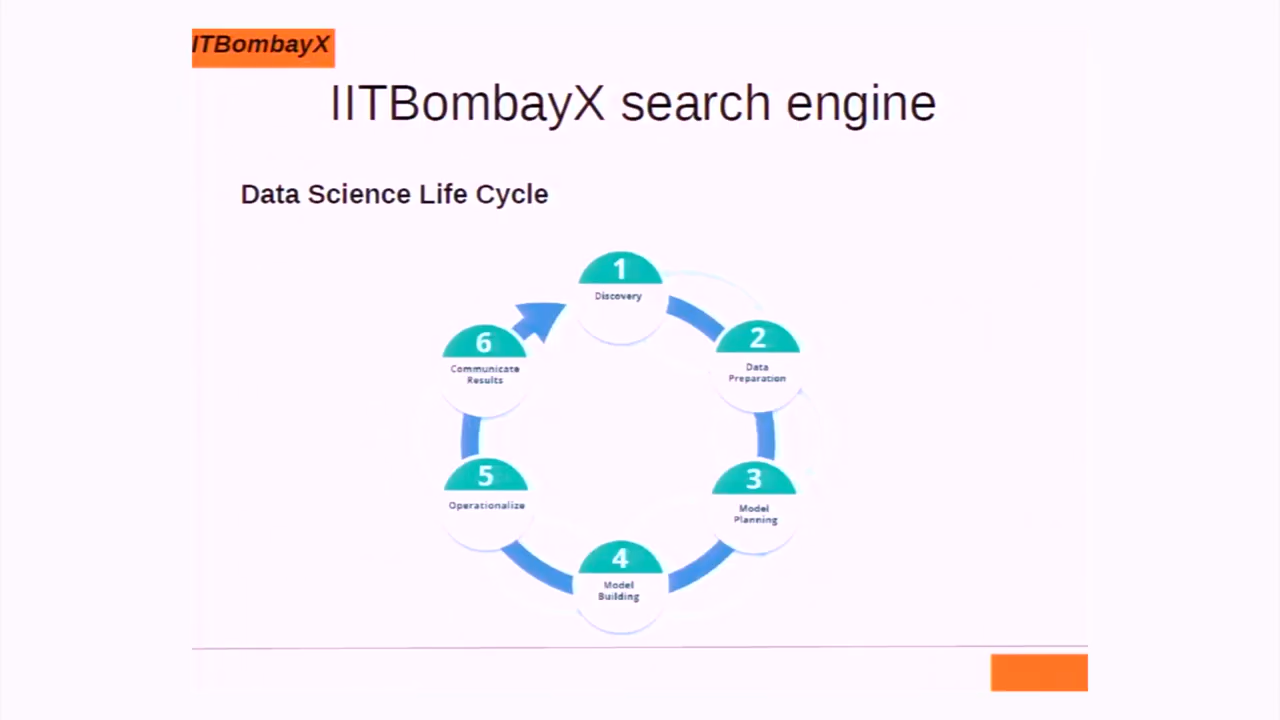 IITBombayX
IITBombayX search engine
Data Science Life Cycle
1
Discovery
2
Data
Preparation
3
Model
Planning
4
Model
Building
5
Operationalize
6
Communicate
Results